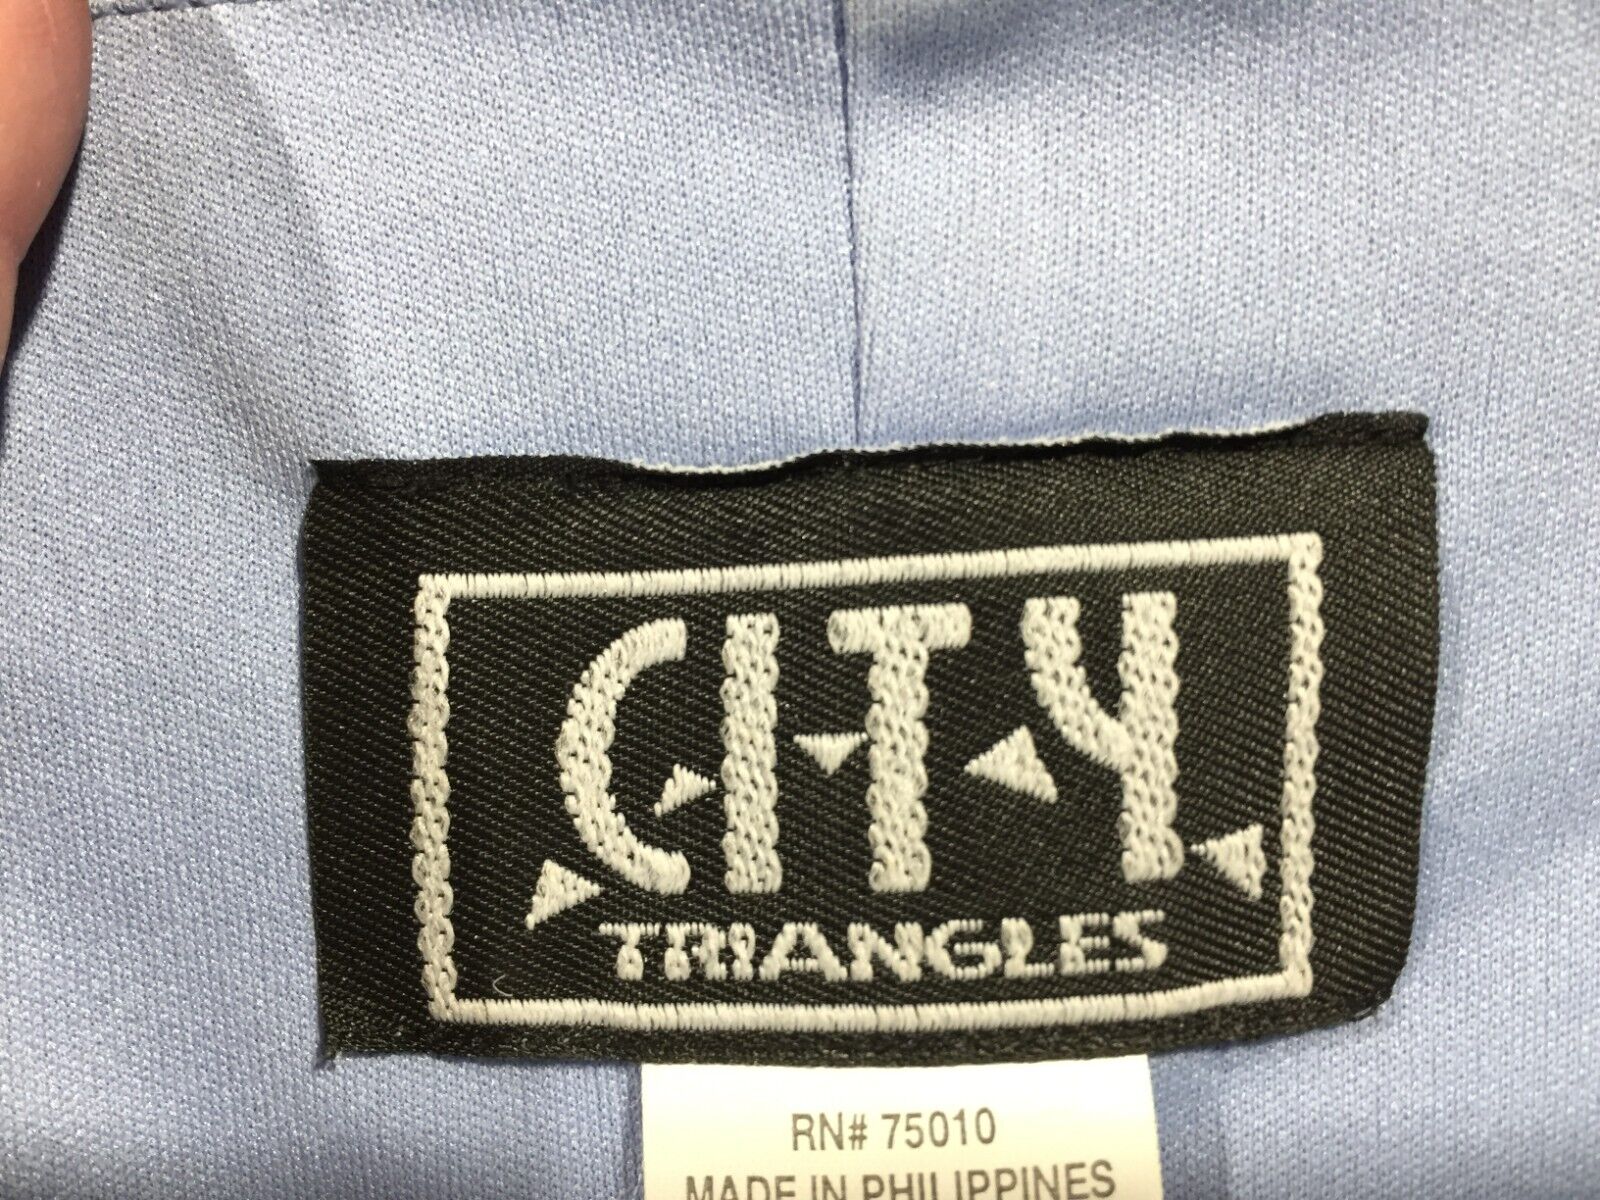 CITY
TRIANGLES
RN# 75010
MADE IN PHILIPPINES